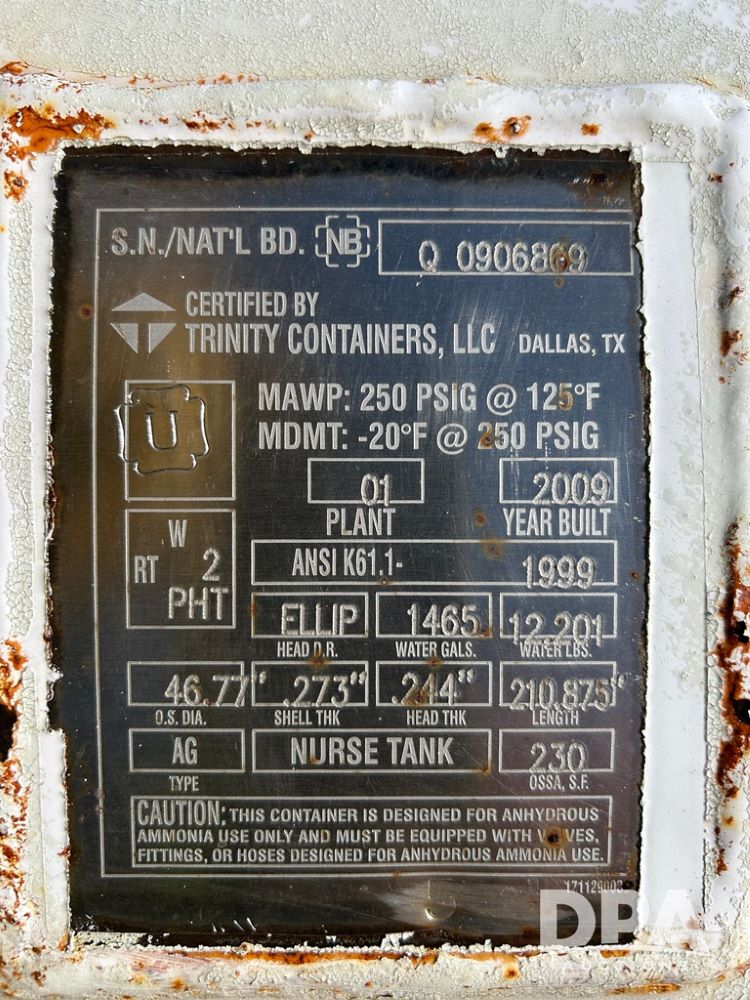 S.N./NAT'L BD. NB Q 0906869
CERTIFIED BY
TRINITY CONTAINERS, LLC DALLAS, TX
U
MAWP: 250 PSIG @ 125°F
MDMT: -20°F @ 250 PSIG
01 2009
PLANT YEAR BUILT
W
RT 2
PHT
ANSI K61.1- 1999
ELLIP 1465 12,201
HEAD D.R. WATER GALS. WATER LBS.
46.77" .273" .244" 210.875"
O.S. DIA. SHELL THK HEAD THK LENGTH
AG NURSE TANK 230
TYPE OSSA, S.F.
CAUTION: THIS CONTAINER IS DESIGNED FOR ANHYDROUS
AMMONIA USE ONLY AND MUST BE EQUIPPED WITH VALVES,
FITTINGS, OR HOSES DESIGNED FOR ANHYDROUS AMMONIA USE.
DPA